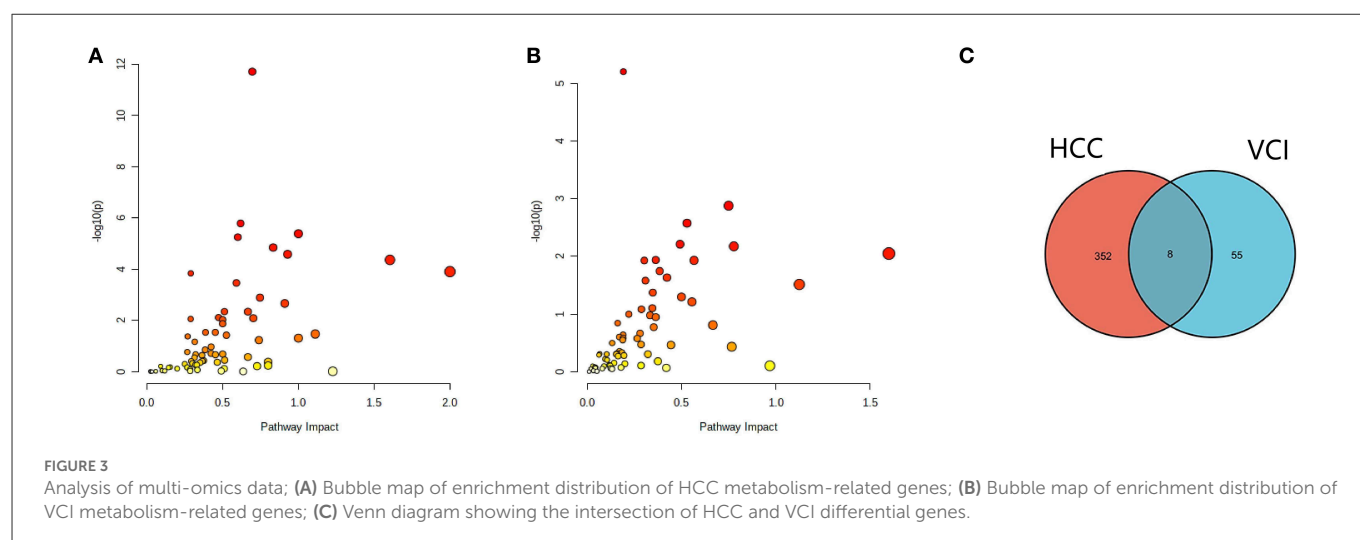 A
12
10
8
6
4
2
0
-log10(p)
0.0 0.5 1.0 1.5 2.0
Pathway Impact
B
5
4
3
2
1
0
-log10(p)
0.0 0.5 1.0 1.5
Pathway Impact
C
HCC VCI
352 8 55
FIGURE 3
Analysis of multi-omics data; (A) Bubble map of enrichment distribution of HCC metabolism-related genes; (B) Bubble map of enrichment distribution of
VCI metabolism-related genes; (C) Venn diagram showing the intersection of HCC and VCI differential genes.